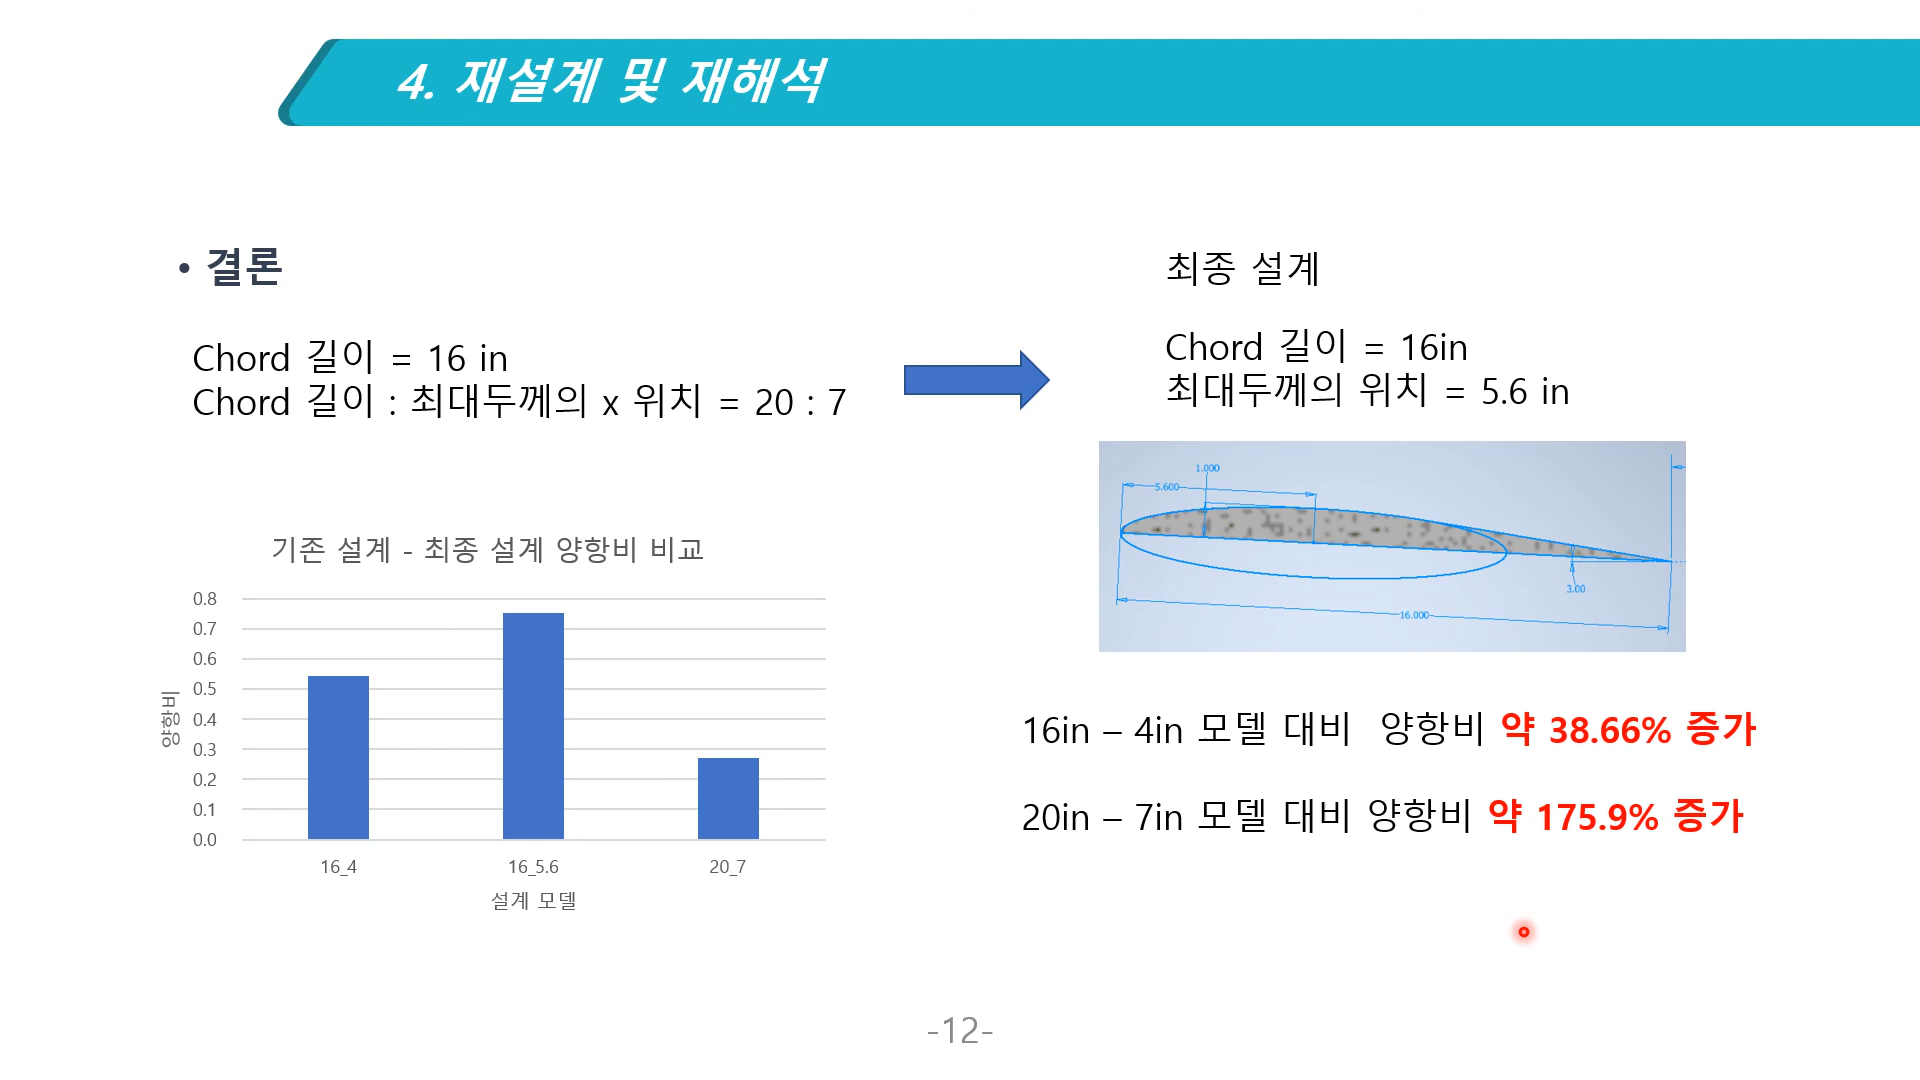 4. 재설계 및 재해석
• 결론
Chord 길이 = 16 in
Chord 길이 : 최대두께의 x 위치 = 20 : 7
최종 설계
Chord 길이 = 16in
최대두께의 위치 = 5.6 in
1.000
5.600
3.00
16.000
기존 설계 - 최종 설계 양항비 비교
양항비
0.8
0.7
0.6
0.5
0.4
0.3
0.2
0.1
0.0
16_4 16_5.6 20_7
설계 모델
16in – 4in 모델 대비 양항비 약 38.66% 증가
20in – 7in 모델 대비 양항비 약 175.9% 증가
-12-